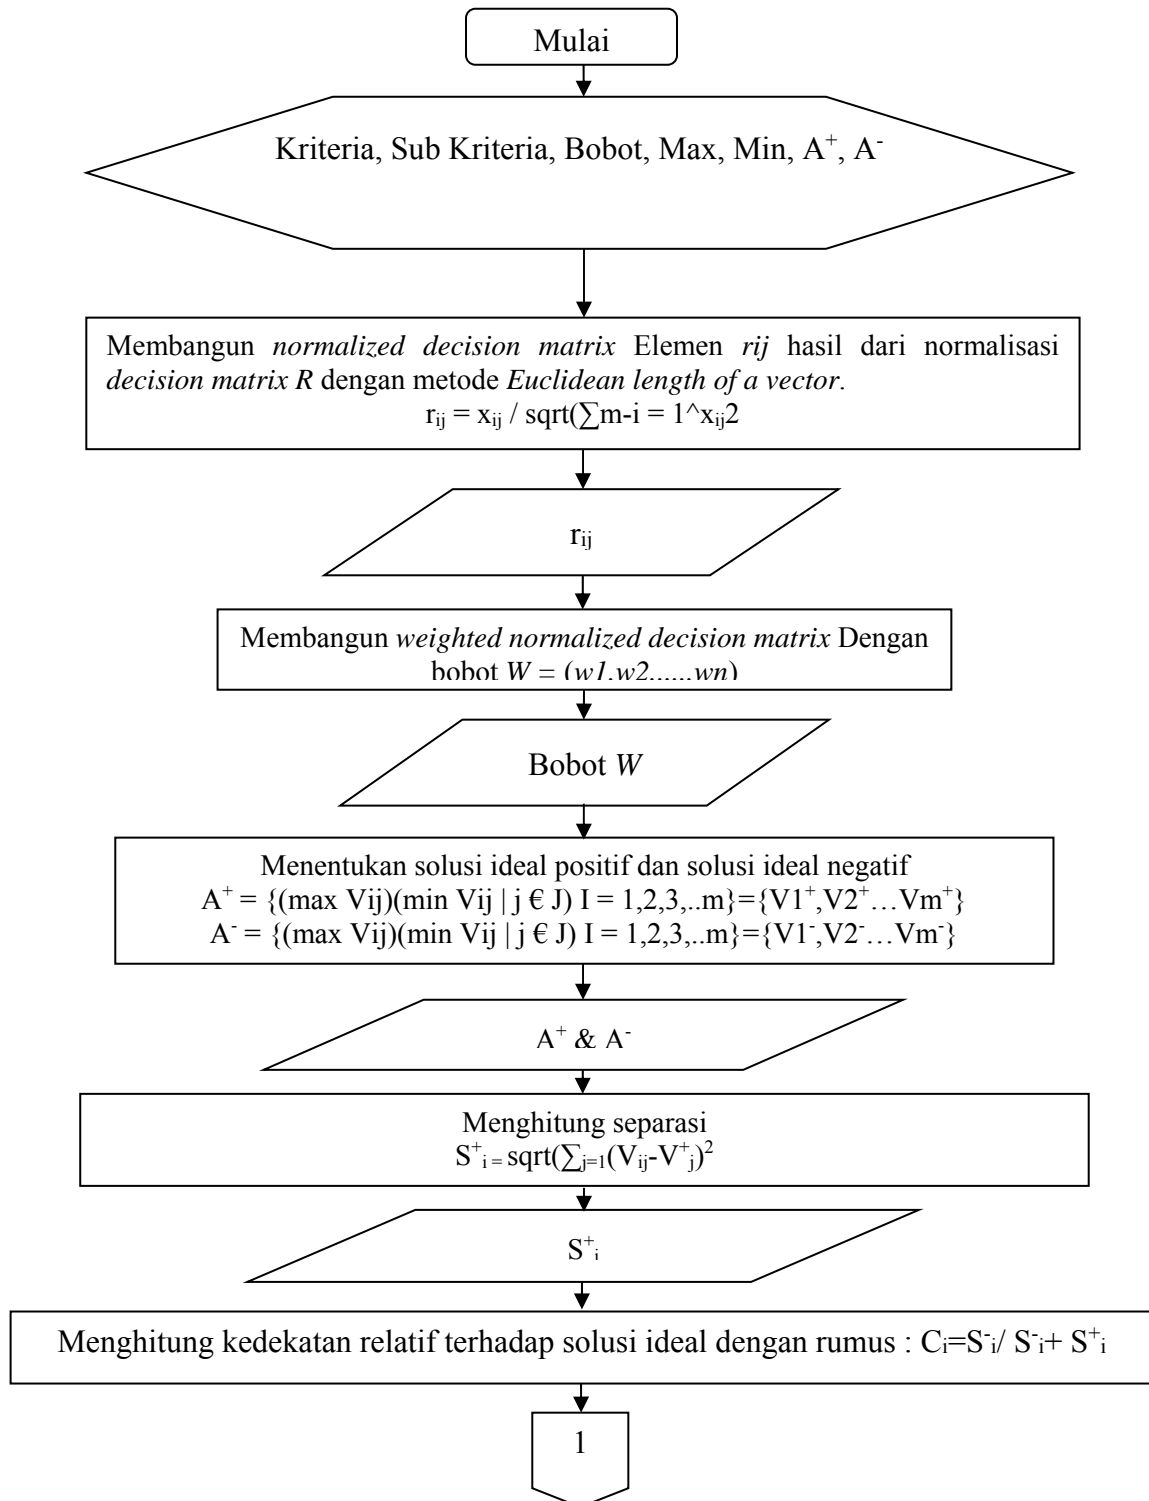 Mulai
Kriteria, Sub Kriteria, Bobot, Max, Min, A⁺, A⁻
Membangun normalized decision matrix Elemen rij hasil dari normalisasi
decision matrix R dengan metode Euclidean length of a vector.
rᵢⱼ = xᵢⱼ / sqrt(∑m-i = 1^xᵢⱼ2
rᵢⱼ
Membangun weighted normalized decision matrix Dengan
bobot W = (w1,w2,.....wn)
Bobot W
Menentukan solusi ideal positif dan solusi ideal negatif
A⁺ = {(max Vij)(min Vij | j € J) I = 1,2,3,..m}={V1⁺,V2⁺…Vm⁺}
A⁻ = {(max Vij)(min Vij | j € J) I = 1,2,3,..m}={V1⁻,V2⁻…Vm⁻}
A⁺ & A⁻
Menghitung separasi
S⁺ᵢ = sqrt(∑ⱼ₌₁(Vᵢⱼ-V⁺ⱼ)²
S⁺ᵢ
Menghitung kedekatan relatif terhadap solusi ideal dengan rumus : Cᵢ=S⁻ᵢ/ S⁻ᵢ+ S⁺ᵢ
1